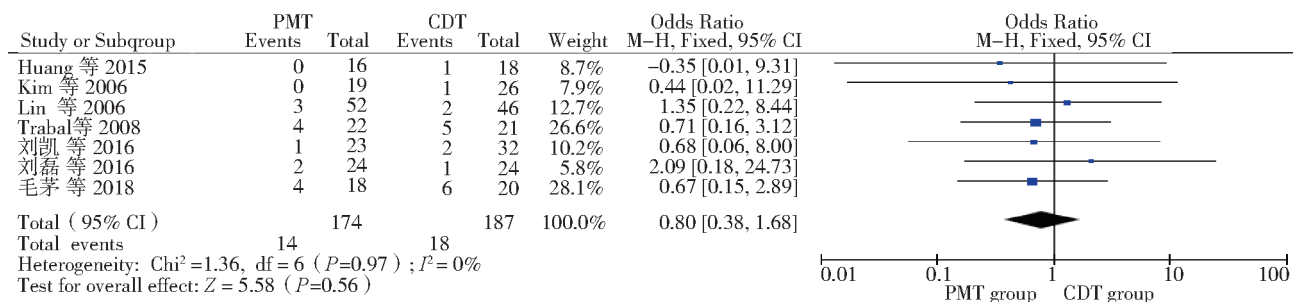 PMT CDT Odds Ratio Odds Ratio
Study or Subgroup Events Total Events Total Weight M-H, Fixed, 95% CI M-H, Fixed, 95% CI
Huang 等 2015 0 16 1 18 8.7% -0.35 [0.01, 9.31]
Kim 等 2006 0 19 1 26 7.9% 0.44 [0.02, 11.29]
Lin 等 2006 3 52 2 46 12.7% 1.35 [0.22, 8.44]
Trabal等 2008 4 22 5 21 26.6% 0.71 [0.16, 3.12]
刘凯 等 2016 1 23 2 32 10.2% 0.68 [0.06, 8.00]
刘磊 等 2016 2 24 1 24 5.8% 2.09 [0.18, 24.73]
毛茅 等 2018 4 18 6 20 28.1% 0.67 [0.15, 2.89]
Total (95% CI) 174 187 100.0% 0.80 [0.38, 1.68]
Total events 14 18
Heterogeneity: Chi²=1.36, df=6 (P=0.97); I²=0%
Test for overall effect: Z=5.58 (P=0.56)
0.01 0.1 1 10 100
PMT group CDT group